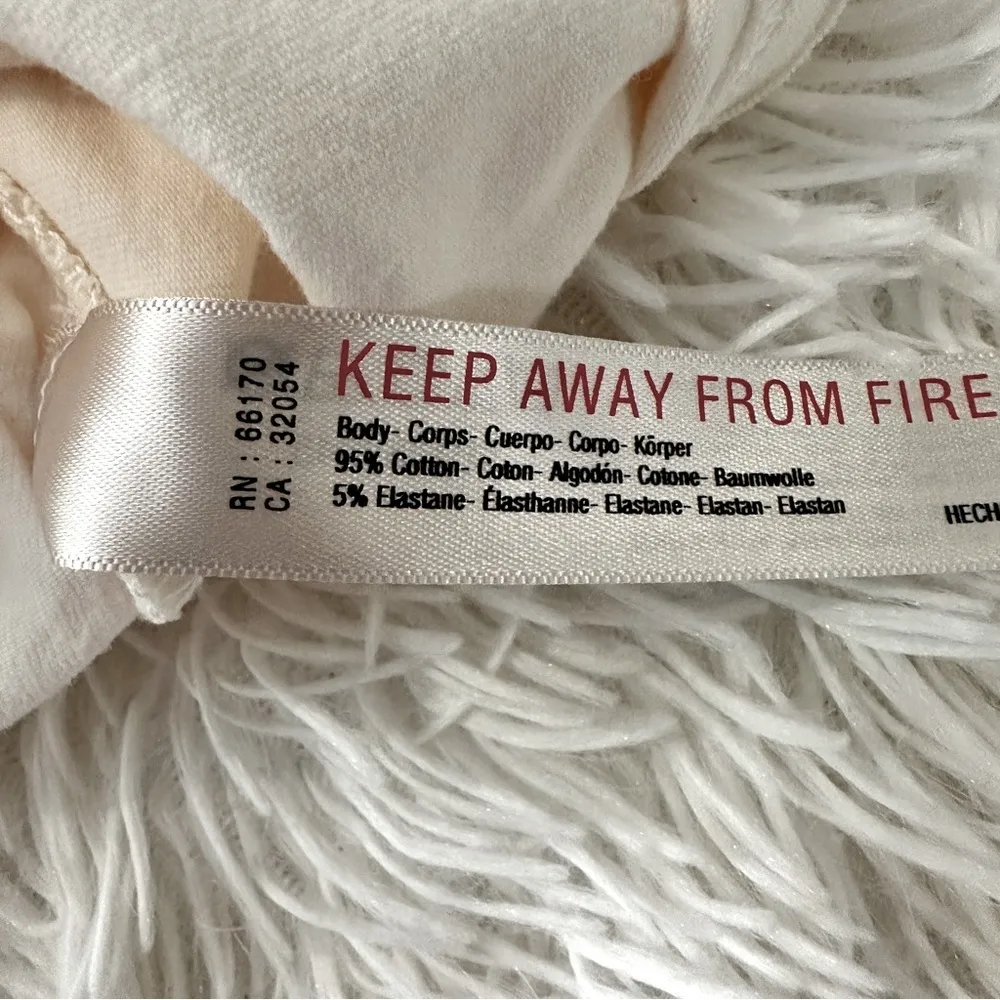 RN : 66170
CA : 32054
KEEP AWAY FROM FIRE
Body- Corps- Cuerpo- Corpo- Körper
95% Cotton- Coton- Algodón- Cotone- Baumwolle
5% Elastane- Élasthanne- Elastane- Elastan- Elastan
HECH